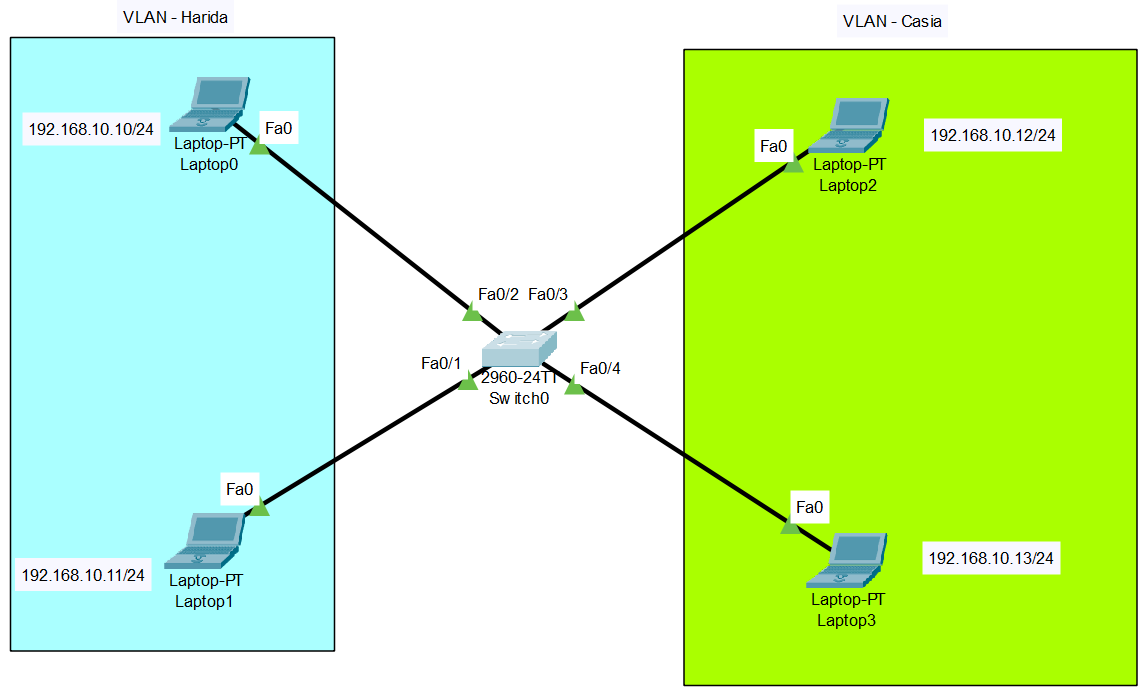 VLAN - Harida
VLAN - Casia
192.168.10.10/24
Fa0
Laptop-PT
Laptop0
Fa0
192.168.10.12/24
Laptop-PT
Laptop2
Fa0/2
Fa0/3
Fa0/1
Fa0/4
2960-24TT
Switch0
Fa0
192.168.10.11/24
Laptop-PT
Laptop1
Fa0
192.168.10.13/24
Laptop-PT
Laptop3